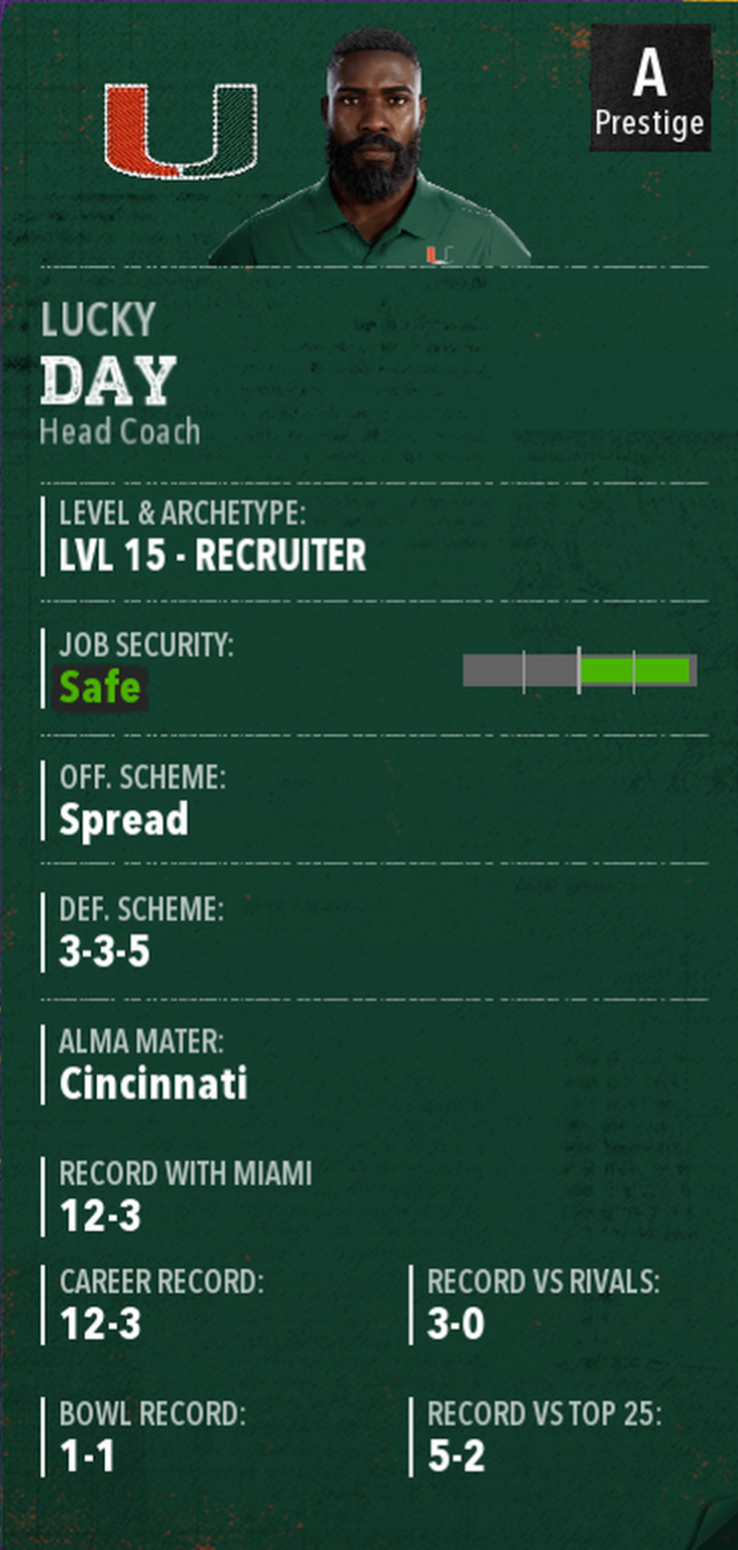 A
Prestige
LUCKY
DAY
Head Coach
LEVEL & ARCHETYPE:
LVL 15 - RECRUITER
JOB SECURITY:
Safe
OFF. SCHEME:
Spread
DEF. SCHEME:
3-3-5
ALMA MATER:
Cincinnati
RECORD WITH MIAMI
12-3
CAREER RECORD:
12-3
RECORD VS RIVALS:
3-0
BOWL RECORD:
1-1
RECORD VS TOP 25:
5-2